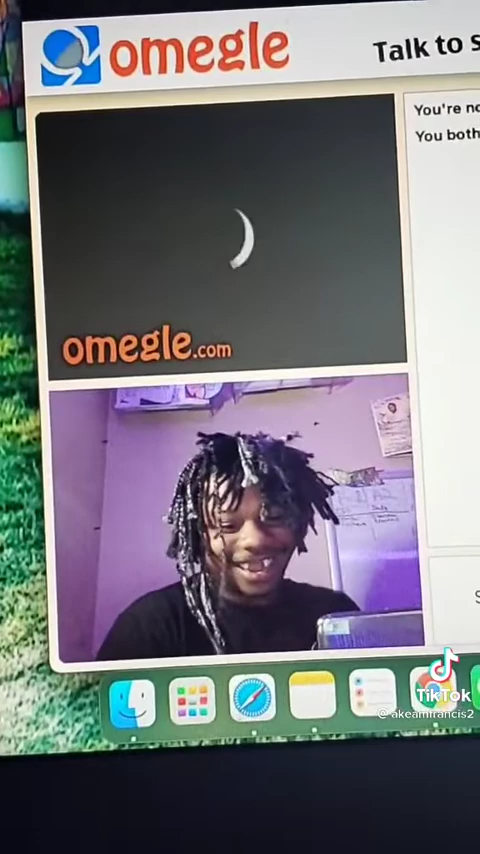 omegle
Talk to s
You're no
You both
omegle.com
S
TikTok
@akeamfrancis2